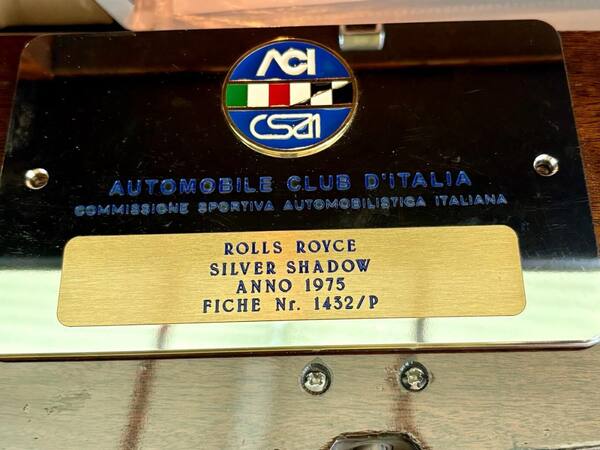 ACI
CSAI
AUTOMOBILE CLUB D'ITALIA
COMMISSIONE SPORTIVA AUTOMOBILISTICA ITALIANA
ROLLS ROYCE
SILVER SHADOW
ANNO 1975
FICHE Nr. 1432/P